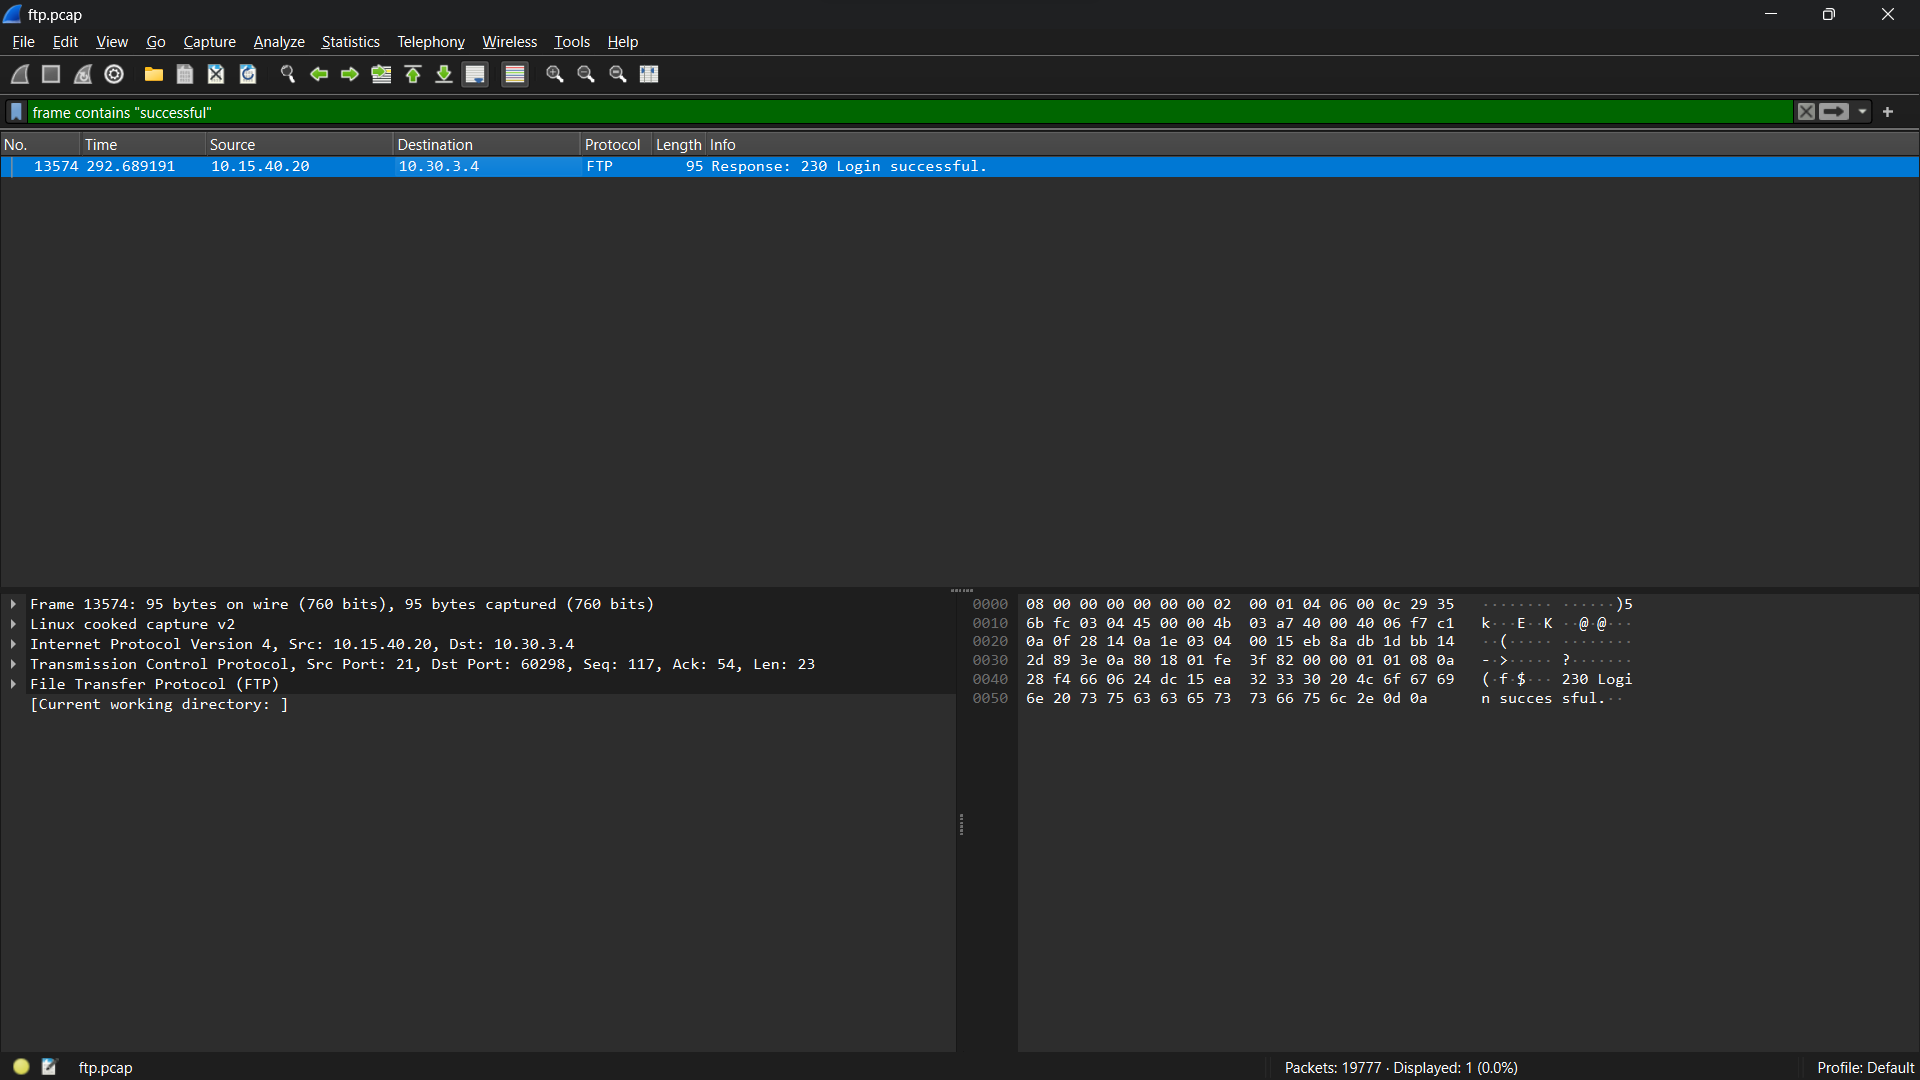 ftp.pcap
File Edit View Go Capture Analyze Statistics Telephony Wireless Tools Help
frame contains "successful"
No. Time Source Destination Protocol Length Info
13574 292.689191 10.15.40.20 10.30.3.4 FTP 95 Response: 230 Login successful.
Frame 13574: 95 bytes on wire (760 bits), 95 bytes captured (760 bits)
Linux cooked capture v2
Internet Protocol Version 4, Src: 10.15.40.20, Dst: 10.30.3.4
Transmission Control Protocol, Src Port: 21, Dst Port: 60298, Seq: 117, Ack: 54, Len: 23
File Transfer Protocol (FTP)
[Current working directory: ]
0000 08 00 00 00 00 00 00 02 00 01 04 06 00 0c 29 35 ········ ······)5
0010 6b fc 03 04 45 00 00 4b 03 a7 40 00 40 06 f7 c1 k···E··K ··@·@···
0020 0a 0f 28 14 0a 1e 03 04 00 15 eb 8a db 1d bb 14 ··(····· ········
0030 2d 89 3e 0a 80 18 01 fe 3f 82 00 00 01 01 08 0a -·>····· ?·······
0040 28 f4 66 06 24 dc 15 ea 32 33 30 20 4c 6f 67 69 (·f·$··· 230 Logi
0050 6e 20 73 75 63 63 65 73 73 66 75 6c 2e 0d 0a n succes sful.··
ftp.pcap Packets: 19777 · Displayed: 1 (0.0%) Profile: Default